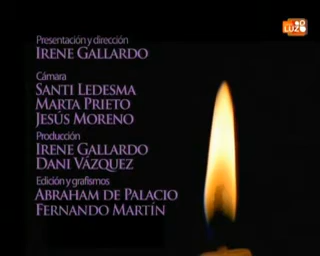 Presentación y dirección
IRENE GALLARDO
Cámara
SANTI LEDESMA
MARTA PRIETO
JESÚS MORENO
Producción
IRENE GALLARDO
DANI VÁZQUEZ
Edición y grafismos
ABRAHAM DE PALACIO
FERNANDO MARTÍN
LUZ